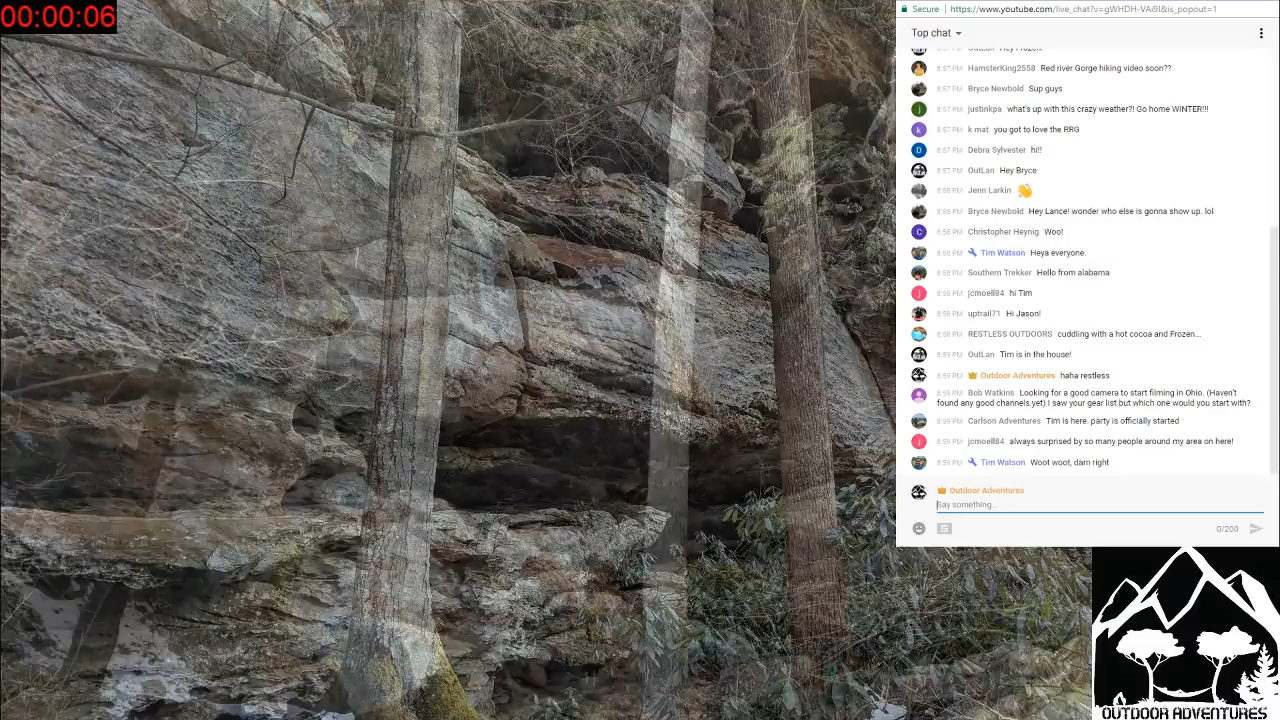 00:00:06
Secure https://www.youtube.com/live_chat?v=gWHDH-VAi9I&is_popout=1
Top chat
OutLan Hey Frozen!
8:57 PM HamsterKing2558 Red river Gorge hiking video soon??
8:57 PM Bryce Newbold Sup guys
8:57 PM justinkpa what's up with this crazy weather?! Go home WINTER!!!
8:57 PM k mat you got to love the RRG
8:57 PM Debra Sylvester hi!!
8:57 PM OutLan Hey Bryce
8:58 PM Jenn Larkin
8:58 PM Bryce Newbold Hey Lance! wonder who else is gonna show up. lol
8:58 PM Christopher Heynig Woo!
8:58 PM Tim Watson Heya everyone.
8:58 PM Southern Trekker Hello from alabama
8:58 PM jcmoell84 hi Tim
8:58 PM uptrail71 Hi Jason!
8:58 PM RESTLESS OUTDOORS cuddling with a hot cocoa and Frozen...
8:59 PM OutLan Tim is in the house!
8:59 PM Outdoor Adventures haha restless
8:59 PM Bob Watkins Looking for a good camera to start filming in Ohio. (Haven't
found any good channels yet) I saw your gear list but which one would you start with?
8:59 PM Carlson Adventures Tim is here. party is officially started
8:59 PM jcmoell84 always surprised by so many people around my area on here!
8:59 PM Tim Watson Woot woot, darn right
Outdoor Adventures
Say something...
0/200
OUTDOOR ADVENTURES